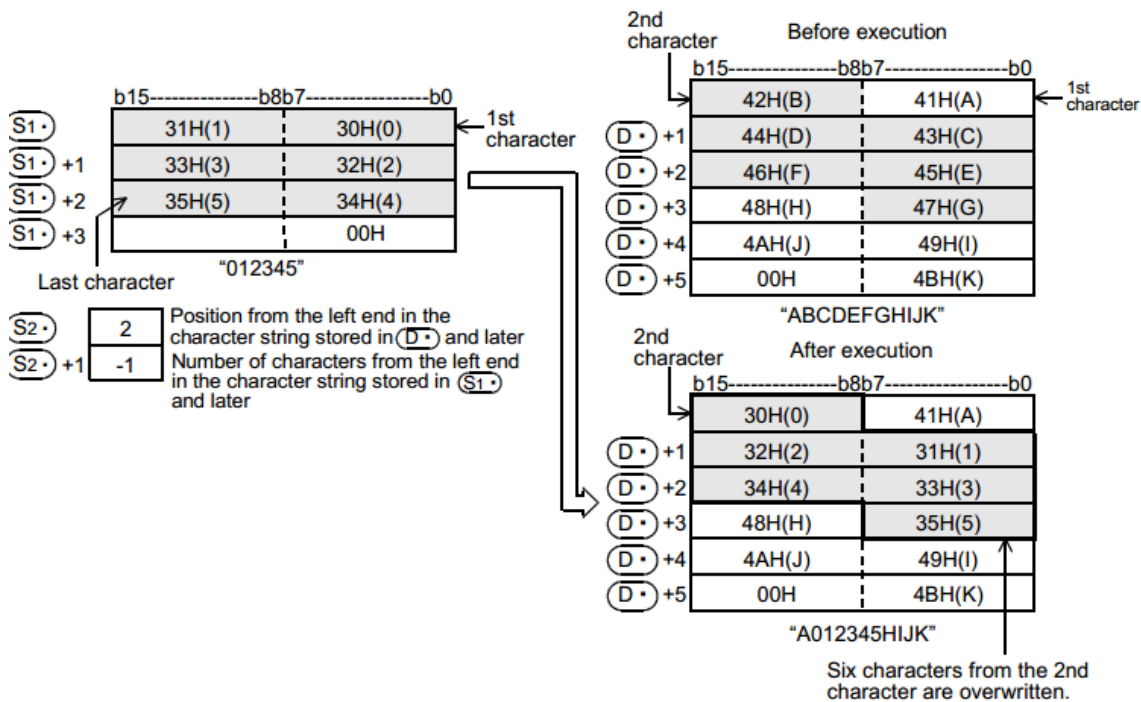 2nd
character
Before execution
b15---------------b8b7-----------------b0
42H(B) 41H(A)
1st
character
D・ +1 44H(D) 43H(C)
D・ +2 46H(F) 45H(E)
D・ +3 48H(H) 47H(G)
D・ +4 4AH(J) 49H(I)
D・ +5 00H 4BH(K)
“ABCDEFGHIJK”
b15---------------b8b7-----------------b0
S1・ 31H(1) 30H(0)
1st
character
S1・ +1 33H(3) 32H(2)
S1・ +2 35H(5) 34H(4)
S1・ +3 00H
“012345”
Last character
S2・ 2 Position from the left end in the
character string stored in D・ and later
S2・ +1 -1 Number of characters from the left end
in the character string stored in S1・
and later
2nd
character
After execution
b15---------------b8b7-----------------b0
30H(0) 41H(A)
D・ +1 32H(2) 31H(1)
D・ +2 34H(4) 33H(3)
D・ +3 48H(H) 35H(5)
D・ +4 4AH(J) 49H(I)
D・ +5 00H 4BH(K)
“A012345HIJK”
Six characters from the 2nd
character are overwritten.